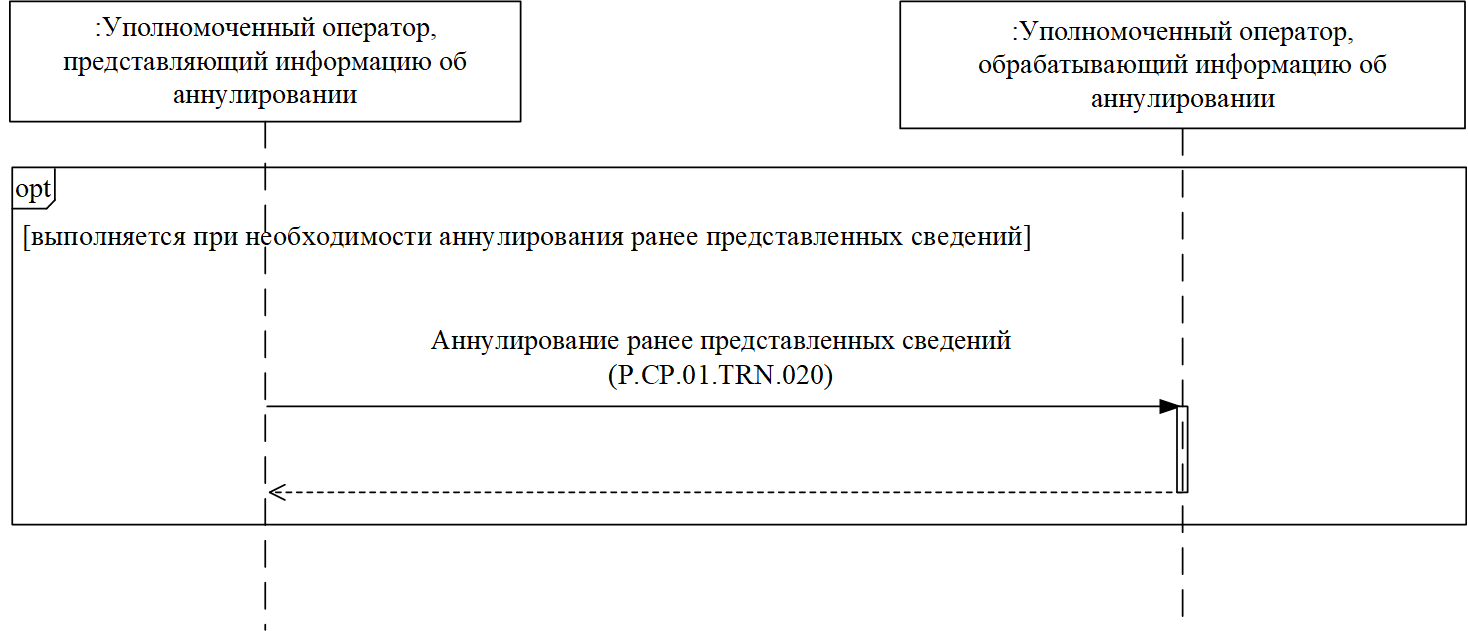 :Уполномоченный оператор,
представляющий информацию об
аннулировании
:Уполномоченный оператор,
обрабатывающий информацию об
аннулировании
opt
[выполняется при необходимости аннулирования ранее представленных сведений]
Аннулирование ранее представленных сведений
(P.CP.01.TRN.020)